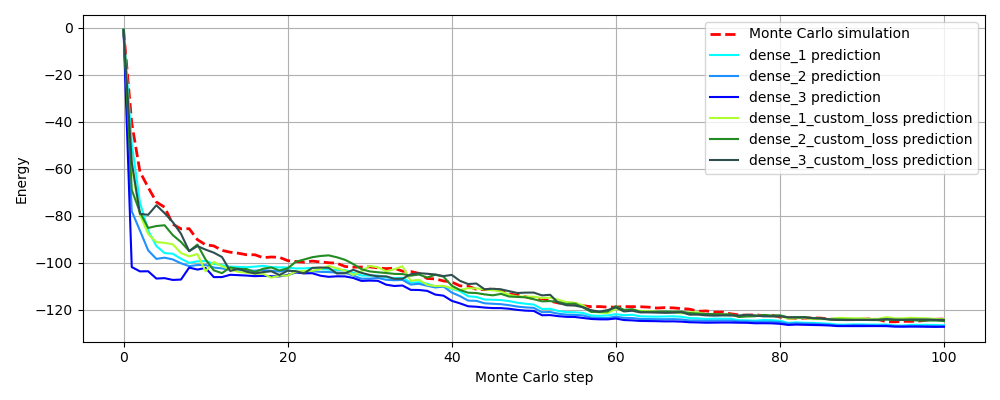 0
−20
−40
−60
−80
−100
−120
Energy
0
20
40
60
80
100
Monte Carlo step
Monte Carlo simulation
dense_1 prediction
dense_2 prediction
dense_3 prediction
dense_1_custom_loss prediction
dense_2_custom_loss prediction
dense_3_custom_loss prediction